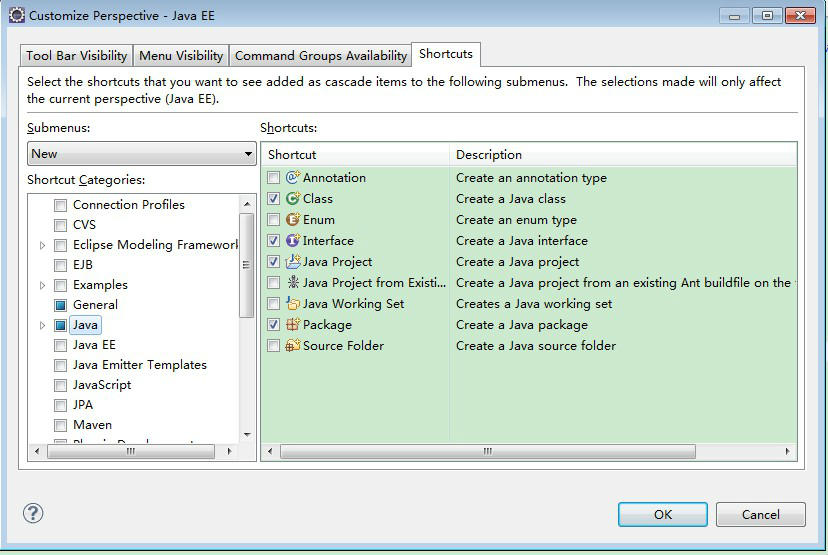 Customize Perspective - Java EE
Tool Bar Visibility Menu Visibility Command Groups Availability Shortcuts
Select the shortcuts that you want to see added as cascade items to the following submenus. The selections made will only affect
the current perspective (Java EE).
Submenus:
New
Shortcut Categories:
Connection Profiles
CVS
Eclipse Modeling Framework
EJB
Examples
General
Java
Java EE
Java Emitter Templates
JavaScript
JPA
Maven
Shortcuts:
Shortcut Description
Annotation Create an annotation type
Class Create a Java class
Enum Create an enum type
Interface Create a Java interface
Java Project Create a Java project
Java Project from Existi... Create a Java project from an existing Ant buildfile on the
Java Working Set Creates a Java working set
Package Create a Java package
Source Folder Create a Java source folder
?
OK Cancel